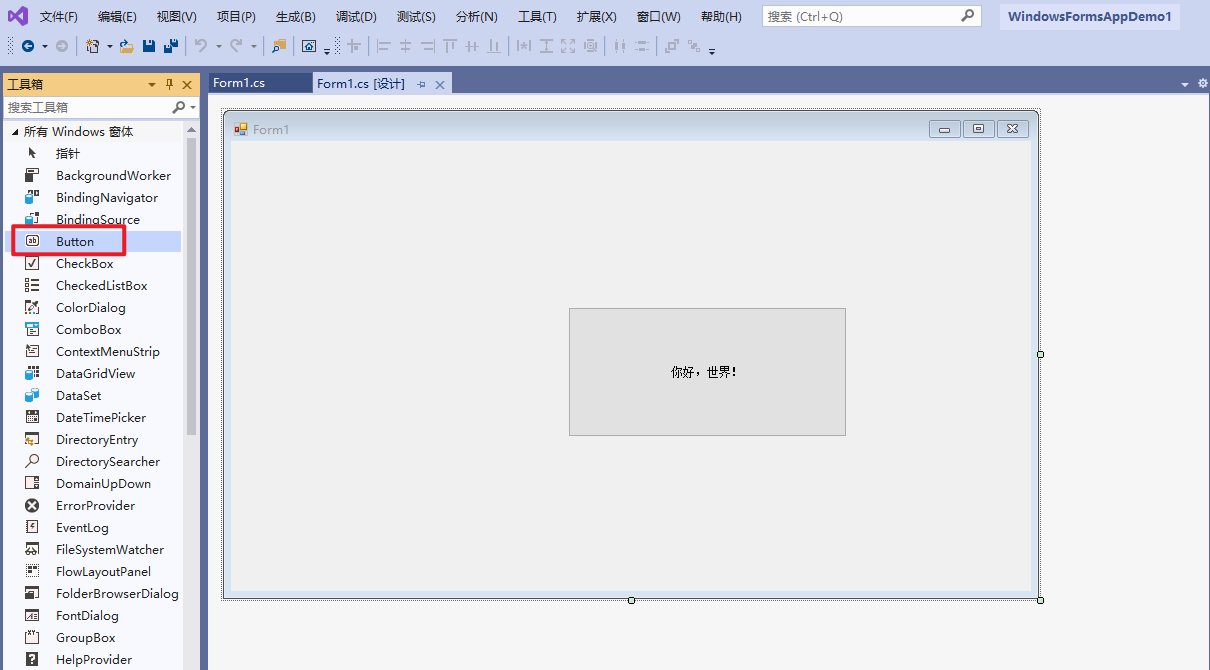 文件(F) 编辑(E) 视图(V) 项目(P) 生成(B) 调试(D) 测试(S) 分析(N) 工具(T) 扩展(X) 窗口(W) 帮助(H) 搜索 (Ctrl+Q) WindowsFormsAppDemo1
工具箱
Form1.cs
Form1.cs [设计]
搜索工具箱
所有 Windows 窗体
指针
BackgroundWorker
BindingNavigator
BindingSource
Button
CheckBox
CheckedListBox
ColorDialog
ComboBox
ContextMenuStrip
DataGridView
DataSet
DateTimePicker
DirectoryEntry
DirectorySearcher
DomainUpDown
ErrorProvider
EventLog
FileSystemWatcher
FlowLayoutPanel
FolderBrowserDialog
FontDialog
GroupBox
HelpProvider
Form1
你好，世界！